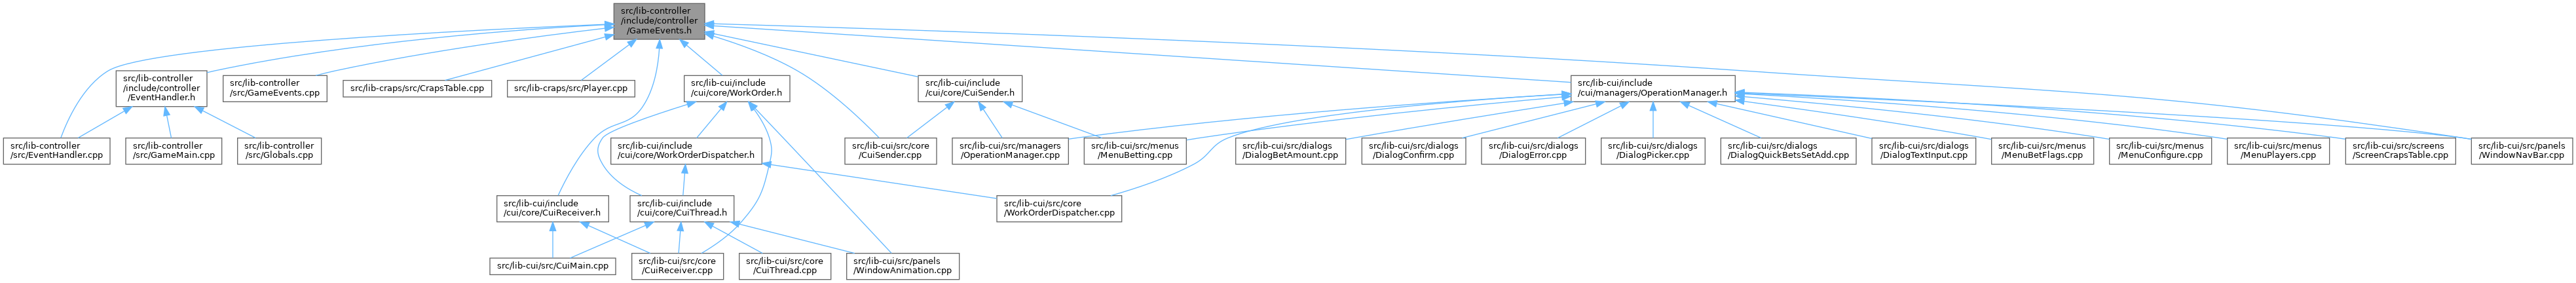 src/lib-controller
/include/controller
/GameEvents.h
src/lib-controller
/include/controller
/EventHandler.h
src/lib-controller
/src/GameEvents.cpp
src/lib-craps/src/CrapsTable.cpp
src/lib-craps/src/Player.cpp
src/lib-cui/include
/cui/core/WorkOrder.h
src/lib-cui/include
/cui/core/CuiSender.h
src/lib-cui/include
/cui/managers/OperationManager.h
src/lib-controller
/src/EventHandler.cpp
src/lib-controller
/src/GameMain.cpp
src/lib-controller
/src/Globals.cpp
src/lib-cui/include
/cui/core/WorkOrderDispatcher.h
src/lib-cui/src/core
/CuiSender.cpp
src/lib-cui/src/managers
/OperationManager.cpp
src/lib-cui/src/menus
/MenuBetting.cpp
src/lib-cui/src/dialogs
/DialogBetAmount.cpp
src/lib-cui/src/dialogs
/DialogConfirm.cpp
src/lib-cui/src/dialogs
/DialogError.cpp
src/lib-cui/src/dialogs
/DialogPicker.cpp
src/lib-cui/src/dialogs
/DialogQuickBetsSetAdd.cpp
src/lib-cui/src/dialogs
/DialogTextInput.cpp
src/lib-cui/src/menus
/MenuBetFlags.cpp
src/lib-cui/src/menus
/MenuConfigure.cpp
src/lib-cui/src/menus
/MenuPlayers.cpp
src/lib-cui/src/screens
/ScreenCrapsTable.cpp
src/lib-cui/src/panels
/WindowNavBar.cpp
src/lib-cui/include
/cui/core/CuiReceiver.h
src/lib-cui/include
/cui/core/CuiThread.h
src/lib-cui/src/core
/WorkOrderDispatcher.cpp
src/lib-cui/src/CuiMain.cpp
src/lib-cui/src/core
/CuiReceiver.cpp
src/lib-cui/src/core
/CuiThread.cpp
src/lib-cui/src/panels
/WindowAnimation.cpp